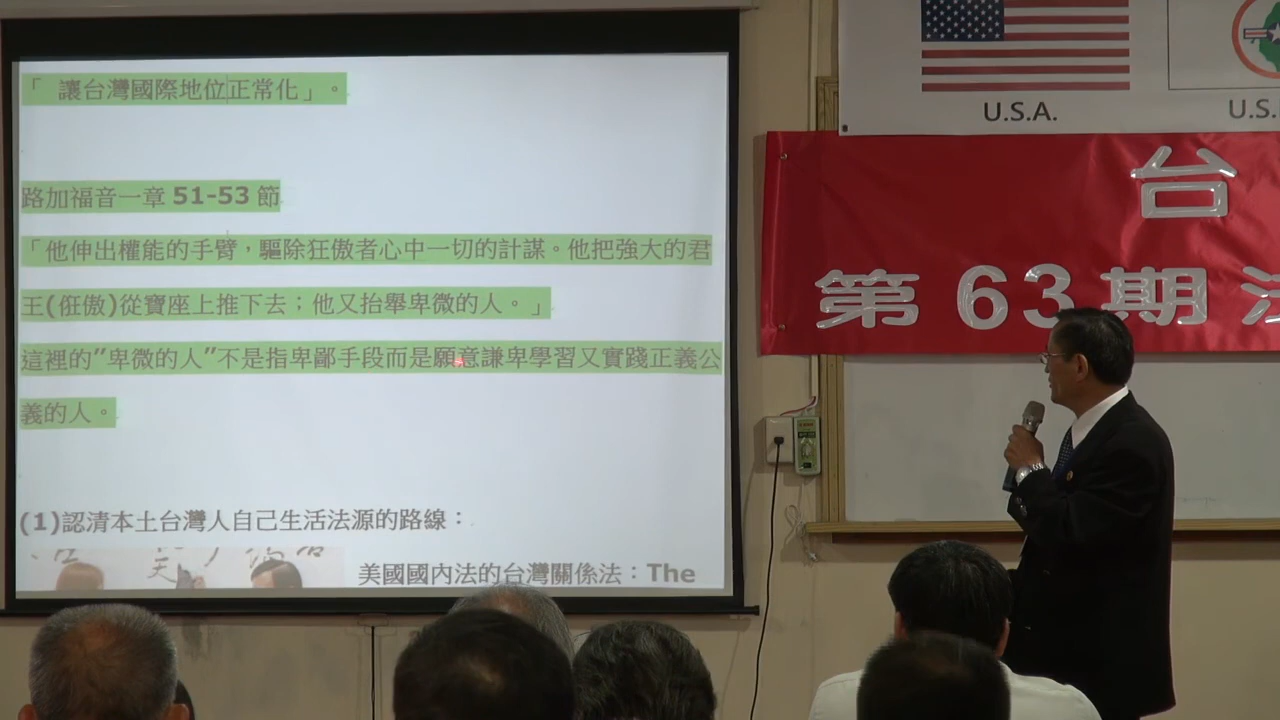 「 讓台灣國際地位正常化」。
路加福音一章 51-53 節
「他伸出權能的手臂，驅除狂傲者心中一切的計謀。他把強大的君
王(俇傲)從寶座上推下去；他又抬舉卑微的人。」
這裡的”卑微的人”不是指卑鄙手段而是願意謙卑學習又實踐正義公
義的人。
(1)認清本土台灣人自己生活法源的路線：
美國國內法的台灣關係法：The
U.S.A.
U.S.
台
第 63 期